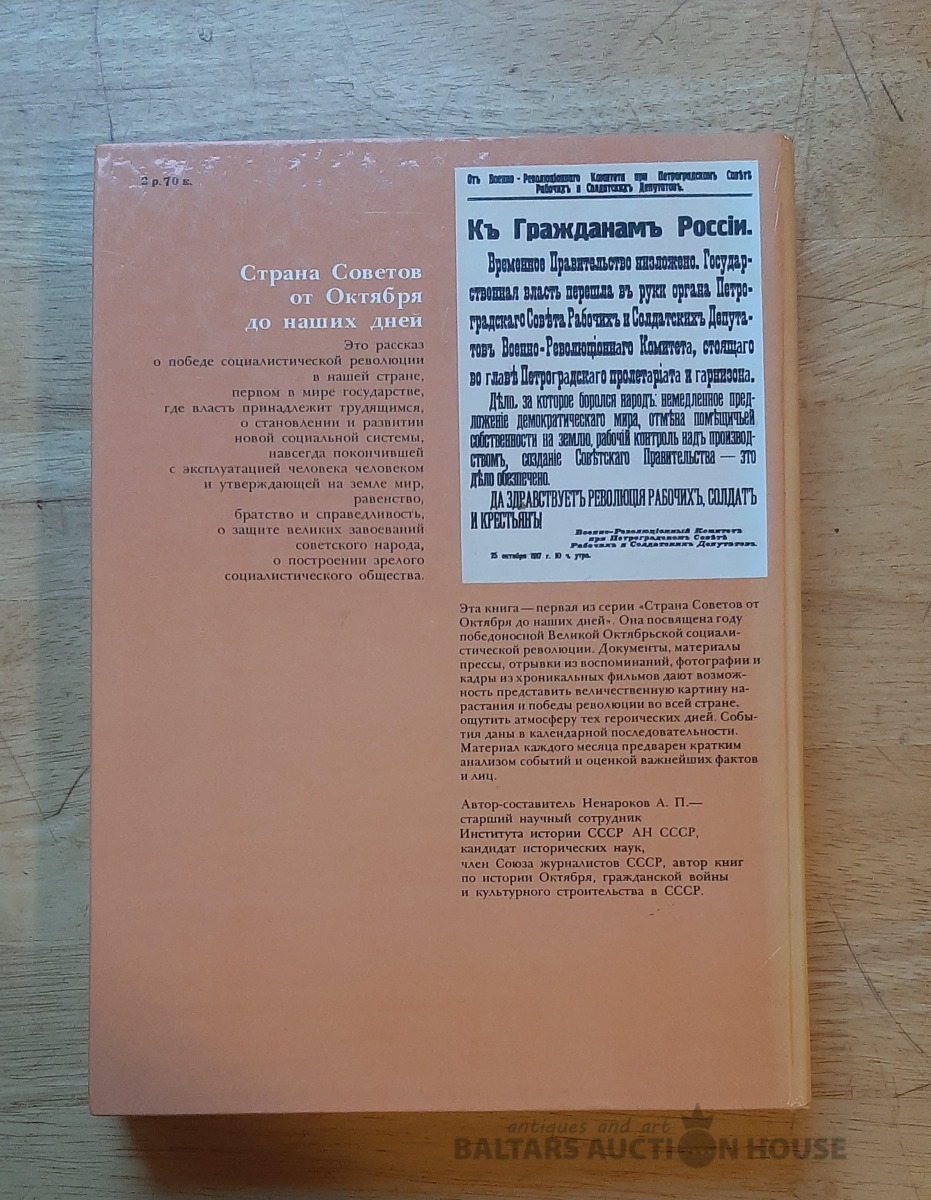 2 р. 70 к.
Страна Советов
от Октября
до наших дней
Это рассказ
о победе социалистической революции
в нашей стране,
первом в мире государстве,
где власть принадлежит трудящимся,
о становлении и развитии
новой социальной системы,
навсегда покончившей
с эксплуатацией человека человеком
и утверждающей на земле мир,
равенство,
братство и справедливость,
о защите великих завоеваний
советского народа,
о построении зрелого
социалистического общества.
Отъ Военно-Революціоннаго Комитета при Петроградскомъ Совѣтѣ
Рабочихъ и Солдатскихъ Депутатовъ.
Къ Гражданамъ Россіи.
Временное Правительство низложено. Государ-
ственная власть перешла въ руки органа Петро-
градскаго Совѣта Рабочихъ и Солдатскихъ Депута-
товъ Военно-Революціоннаго Комитета, стоящаго
во главѣ Петроградскаго пролетаріата и гарнизона.
Дѣло, за которое боролся народъ: немедленное пред-
ложеніе демократическаго мира, отмѣна помѣщичьей
собственности на землю, рабочій контроль надъ производ-
ствомъ, созданіе Совѣтскаго Правительства — это
дѣло обезпечено.
ДА ЗДРАВСТВУЕТЪ РЕВОЛЮЦІЯ РАБОЧИХЪ, СОЛДАТЪ
И КРЕСТЬЯНЪ!
Военно-Революціонный Комитетъ
при Петроградскомъ Совѣтѣ
Рабочихъ и Солдатскихъ Депутатовъ.
25 октября 1917 г. 10 ч. утра.
Эта книга — первая из серии «Страна Советов от
Октября до наших дней». Она посвящена году
победоносной Великой Октябрьской социали-
стической революции. Документы, материалы
прессы, отрывки из воспоминаний, фотографии и
кадры из хроникальных фильмов дают возмож-
ность представить величественную картину на-
растания и победы революции во всей стране,
ощутить атмосферу тех героических дней. Собы-
тия даны в календарной последовательности.
Материал каждого месяца предварен кратким
анализом событий и оценкой важнейших фактов
и лиц.
Автор-составитель Ненароков А. П.—
старший научный сотрудник
Института истории СССР АН СССР,
кандидат исторических наук,
член Союза журналистов СССР, автор книг
по истории Октября, гражданской войны
и культурного строительства в СССР.
antiques and art
BALTARS AUCTION HOUSE